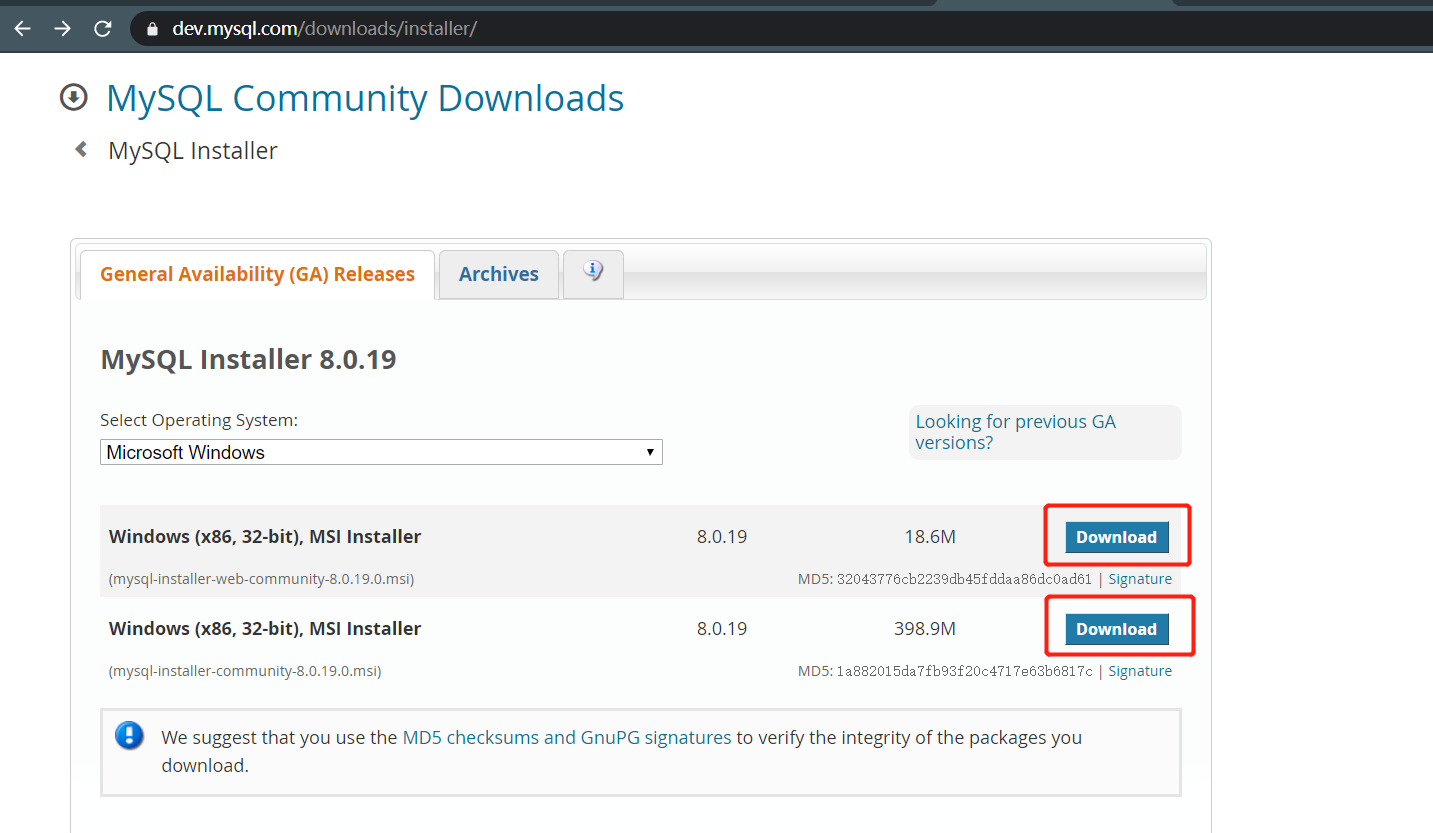 dev.mysql.com/downloads/installer/
MySQL Community Downloads
MySQL Installer
General Availability (GA) Releases
Archives
MySQL Installer 8.0.19
Select Operating System:
Microsoft Windows
Looking for previous GA
versions?
Windows (x86, 32-bit), MSI Installer 8.0.19 18.6M Download
(mysql-installer-web-community-8.0.19.0.msi) MD5: 32043776cb2239db45fddaa86dc0ad61 | Signature
Windows (x86, 32-bit), MSI Installer 8.0.19 398.9M Download
(mysql-installer-community-8.0.19.0.msi) MD5: 1a882015da7fb93f20c4717e63b6817c | Signature
We suggest that you use the MD5 checksums and GnuPG signatures to verify the integrity of the packages you
download.